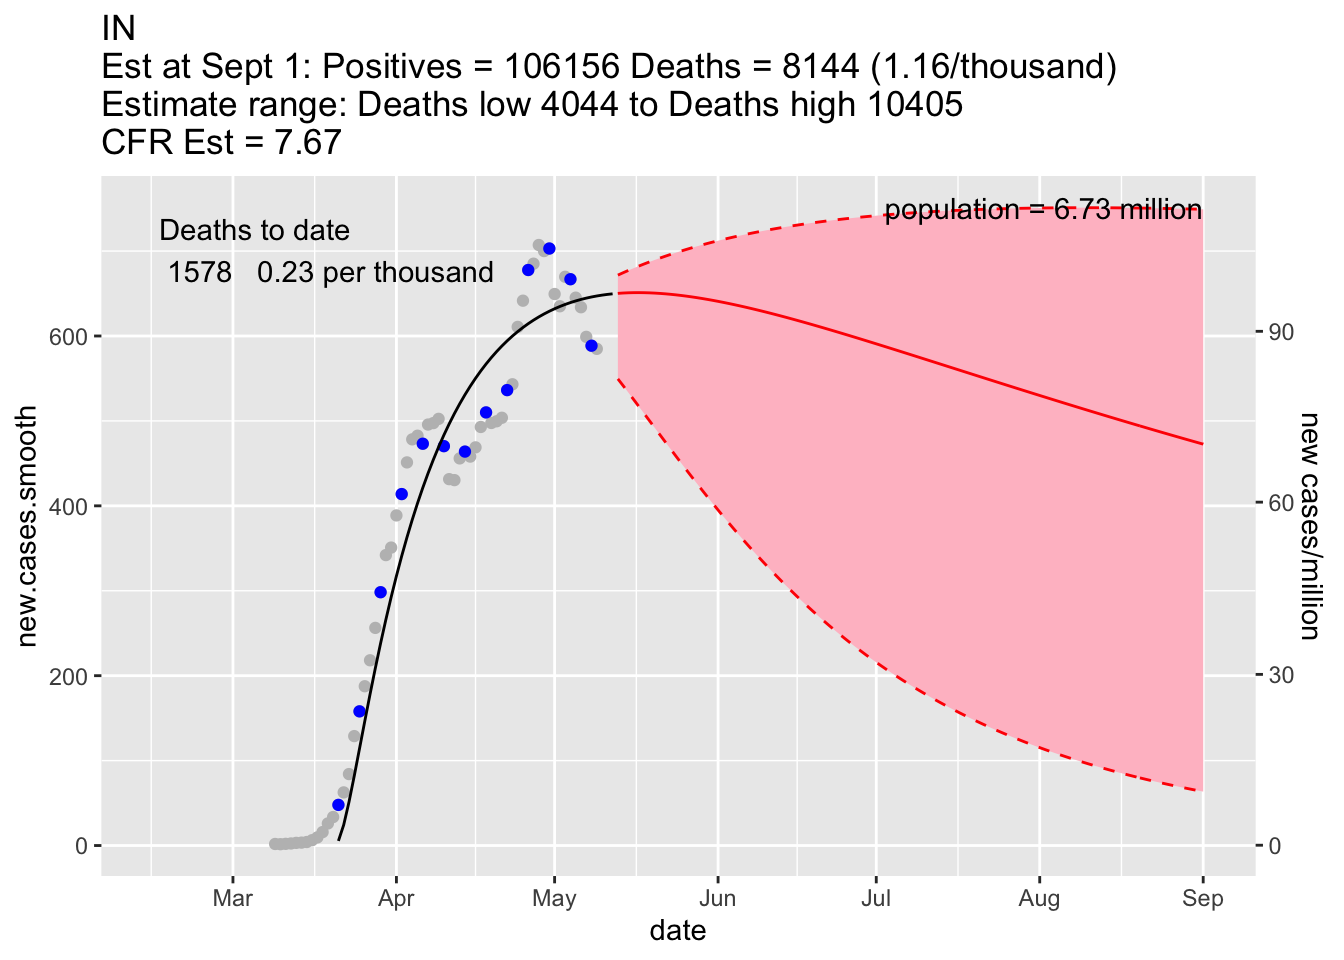 IN
Est at Sept 1: Positives = 106156 Deaths = 8144 (1.16/thousand)
Estimate range: Deaths low 4044 to Deaths high 10405
CFR Est = 7.67
Deaths to date
1578 0.23 per thousand
population = 6.73 million
new.cases.smooth
600
400
200
0
90
60
30
0
new cases/million
Mar Apr May Jun Jul Aug Sep
date